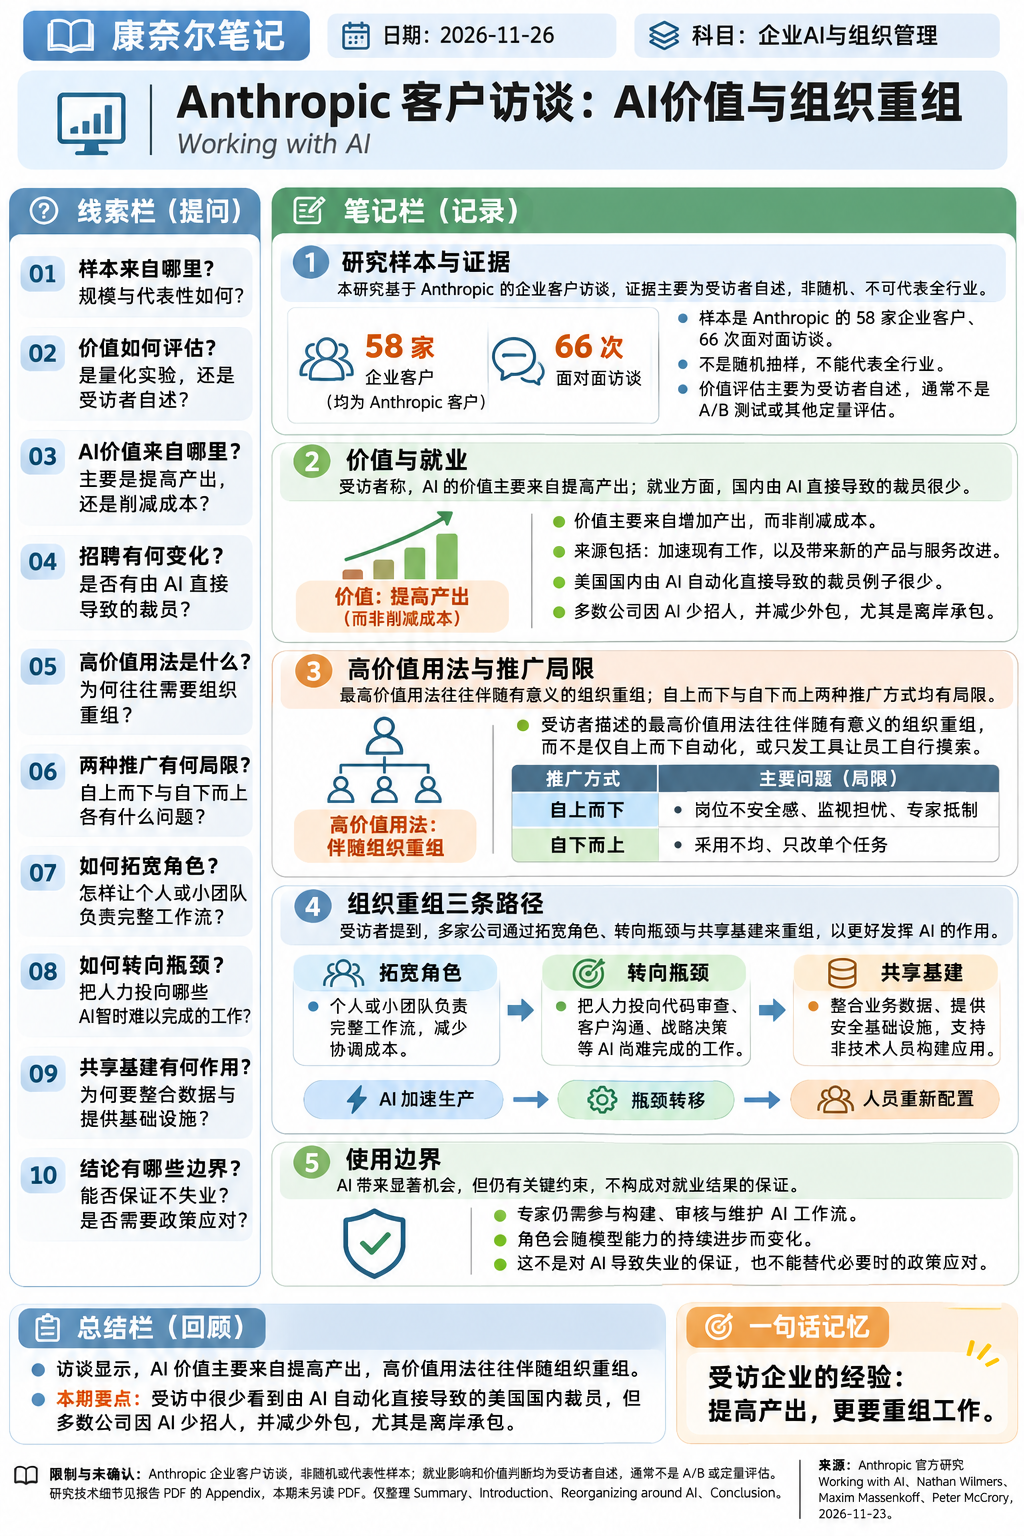 康奈尔笔记
日期：2026-11-26
科目：企业AI与组织管理
Anthropic 客户访谈：AI价值与组织重组
Working with AI
线索栏（提问）
01
样本来自哪里？
规模与代表性如何？
02
价值如何评估？
是量化实验，还是
受访者自述？
03
AI价值来自哪里？
主要是提高产出，
还是削减成本？
04
招聘有何变化？
是否有由 AI 直接
导致的裁员？
05
高价值用法是什么？
为何往往需要组织
重组？
06
两种推广有何局限？
自上而下与自下而上
各有什么问题？
07
如何拓宽角色？
怎样让个人或小团队
负责完整工作流？
08
如何转向瓶颈？
把人力投向哪些
AI暂时难以完成的工作？
09
共享基建有何作用？
为何要整合数据与
提供基础设施？
10
结论有哪些边界？
能否保证不失业？
是否需要政策应对？
笔记栏（记录）
1 研究样本与证据
本研究基于 Anthropic 的企业客户访谈，证据主要为受访者自述，非随机、不可代表全行业。
58 家
企业客户
66 次
面对面访谈
（均为 Anthropic 客户）
样本是 Anthropic 的 58 家企业客户、
66 次面对面访谈。
不是随机抽样，不能代表全行业。
价值评估主要为受访者自述，通常不是
A/B 测试或其他定量评估。
2 价值与就业
受访者称，AI 的价值主要来自提高产出；就业方面，国内由 AI 直接导致的裁员很少。
价值：提高产出
（而非削减成本）
价值主要来自增加产出，而非削减成本。
来源包括：加速现有工作，以及带来新的产品与服务改进。
美国国内由 AI 自动化直接导致的裁员例子很少。
多数公司因 AI 少招人，并减少外包，尤其是离岸承包。
3 高价值用法与推广局限
最高价值用法往往伴随有意义的组织重组；自上而下与自下而上两种推广方式均有局限。
高价值用法：
伴随组织重组
受访者描述的最高价值用法往往伴随有意义的组织重组，
而不是仅自上而下自动化，或只发工具让员工自行摸索。
推广方式
主要问题（局限）
自上而下
• 岗位不安全感、监视担忧、专家抵制
自下而上
• 采用不均、只改单个任务
4 组织重组三条路径
受访者提到，多家公司通过拓宽角色、转向瓶颈与共享基建来重组，以更好发挥 AI 的作用。
拓宽角色
个人或小团队负责
完整工作流，减少
协调成本。
转向瓶颈
把人力投向代码审查、
客户沟通、战略决策
等 AI 尚难完成的工作。
共享基建
整合业务数据、提供
安全基础设施，支持
非技术人员构建应用。
AI 加速生产
瓶颈转移
人员重新配置
5 使用边界
AI 带来显著机会，但仍有关键约束，不构成对就业结果的保证。
专家仍需参与构建、审核与维护 AI 工作流。
角色会随模型能力的持续进步而变化。
这不是对 AI 导致失业的保证，也不能替代必要时的政策应对。
总结栏（回顾）
访谈显示，AI 价值主要来自提高产出，高价值用法往往伴随组织重组。
本期要点：受访中很少看到由 AI 自动化直接导致的美国国内裁员，但
多数公司因 AI 少招人，并减少外包，尤其是离岸承包。
一句话记忆
受访企业的经验：
提高产出，更要重组工作。
限制与未确认：Anthropic 企业客户访谈，非随机或代表性样本；就业影响和价值判断均为受访者自述，通常不是 A/B 或定量评估。
研究技术细节见报告 PDF 的 Appendix，本期未另读 PDF。仅整理 Summary、Introduction、Reorganizing around AI、Conclusion。
来源：Anthropic 官方研究
Working with AI、Nathan Wilmers、
Maxim Massenkoff、Peter McCrory,
2026-11-23。